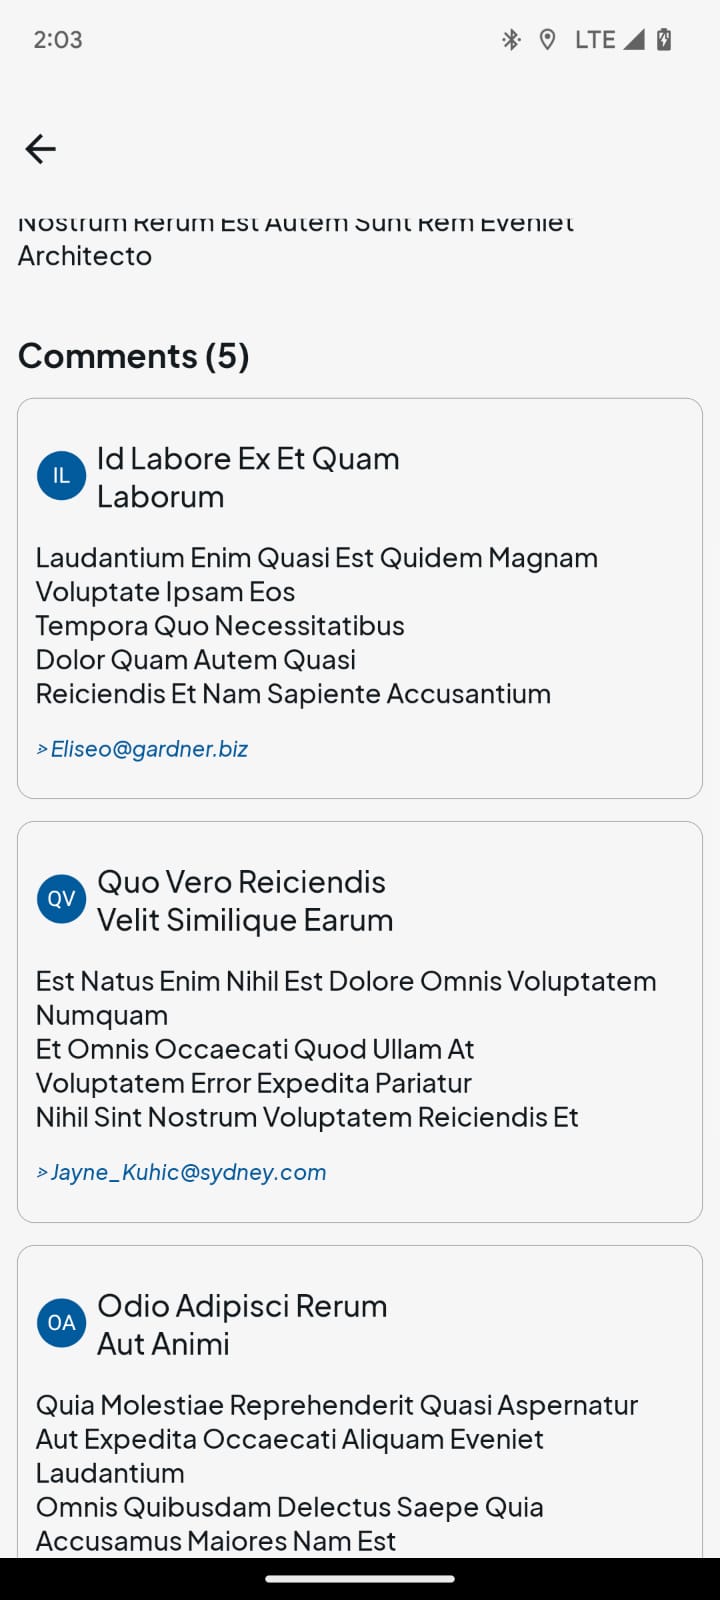 2:03
LTE
Nostrum Rerum Est Autem Sunt Rem Eveniet
Architecto
Comments (5)
IL
Id Labore Ex Et Quam
Laborum
Laudantium Enim Quasi Est Quidem Magnam
Voluptate Ipsam Eos
Tempora Quo Necessitatibus
Dolor Quam Autem Quasi
Reiciendis Et Nam Sapiente Accusantium
Eliseo@gardner.biz
QV
Quo Vero Reiciendis
Velit Similique Earum
Est Natus Enim Nihil Est Dolore Omnis Voluptatem
Numquam
Et Omnis Occaecati Quod Ullam At
Voluptatem Error Expedita Pariatur
Nihil Sint Nostrum Voluptatem Reiciendis Et
Jayne_Kuhic@sydney.com
OA
Odio Adipisci Rerum
Aut Animi
Quia Molestiae Reprehenderit Quasi Aspernatur
Aut Expedita Occaecati Aliquam Eveniet
Laudantium
Omnis Quibusdam Delectus Saepe Quia
Accusamus Maiores Nam Est